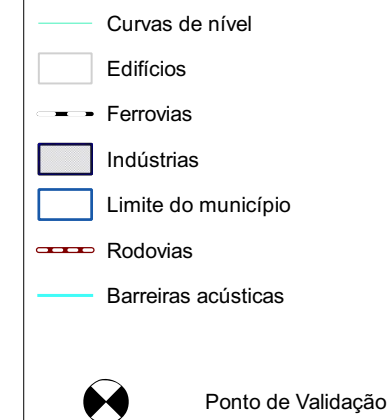 Curvas de nível
Edifícios
Ferrovias
Indústrias
Limite do município
Rodovias
Barreiras acústicas
Ponto de Validação